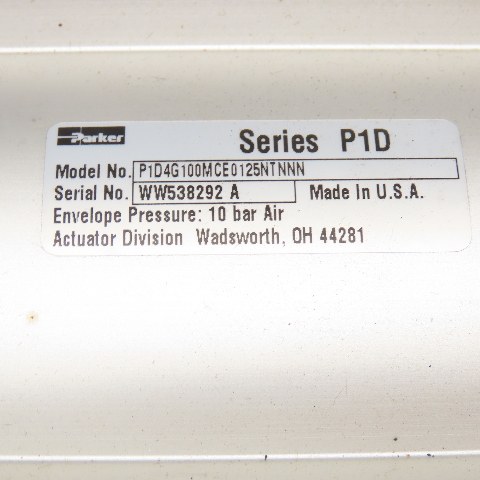 Parker
Series P1D
Model No. P1D4G100MCE0125NTNNN
Serial No. WW538292 A Made In U.S.A.
Envelope Pressure: 10 bar Air
Actuator Division Wadsworth, OH 44281